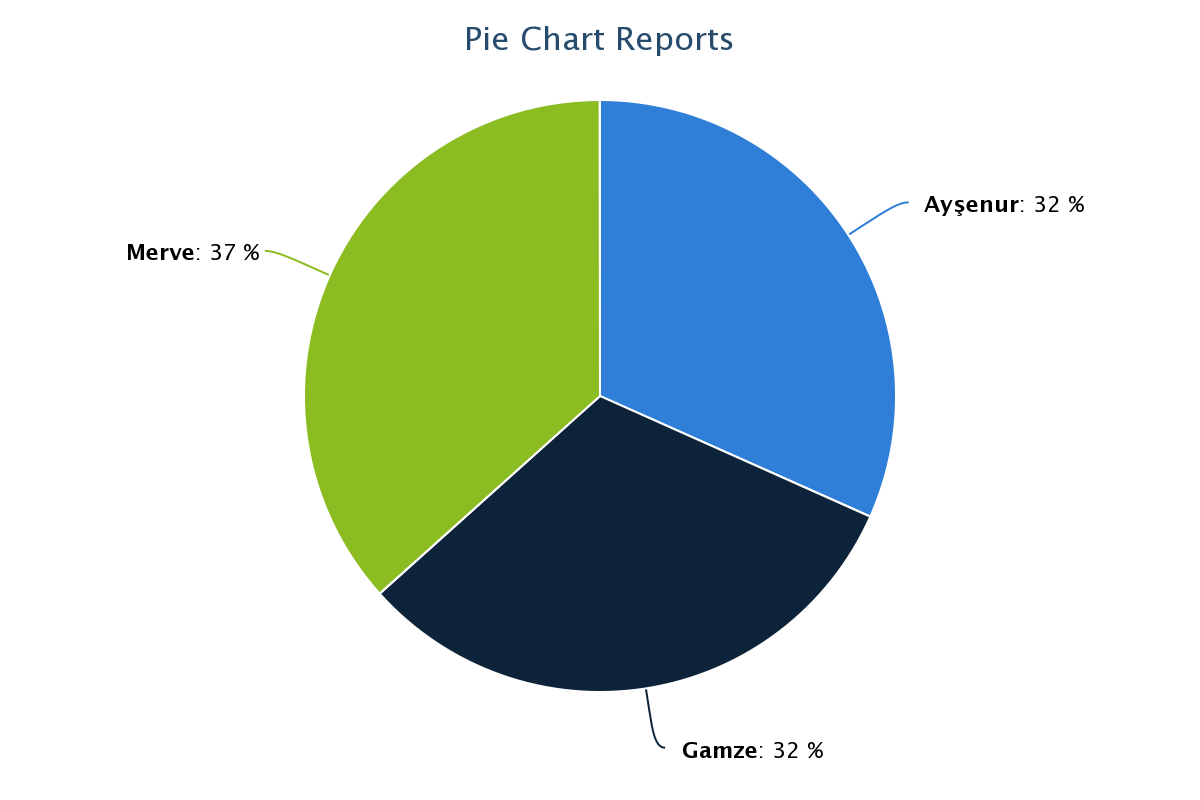 Pie Chart Reports
Ayşenur: 32 %
Merve: 37 %
Gamze: 32 %